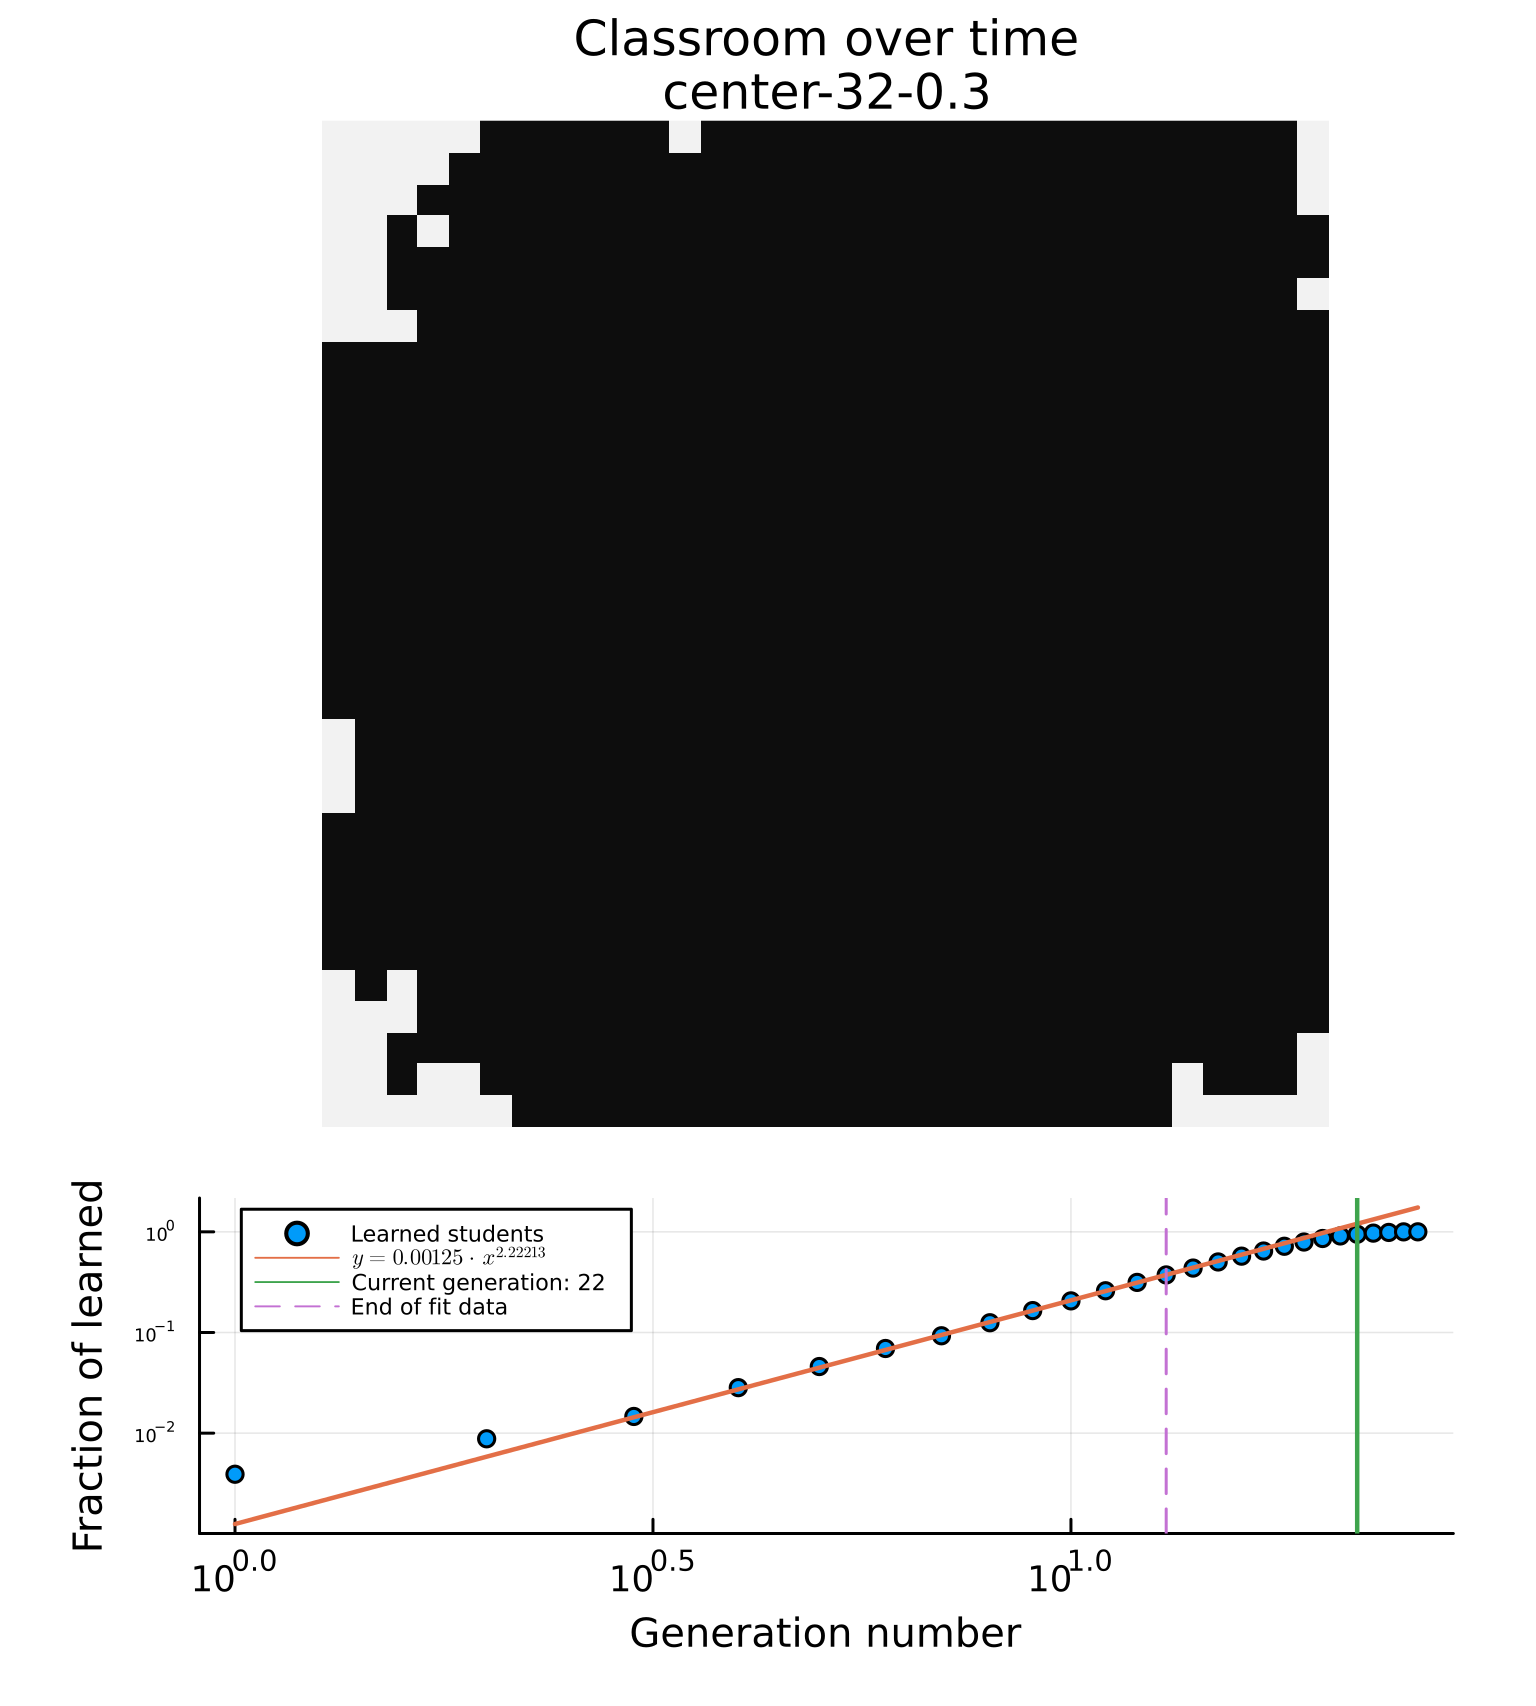 Classroom over time
center-32-0.3
Fraction of learned
10^0
10^−1
10^−2
Learned students
y = 0.00125 · x^2.22213
Current generation: 22
End of fit data
10^0.0
10^0.5
10^1.0
Generation number